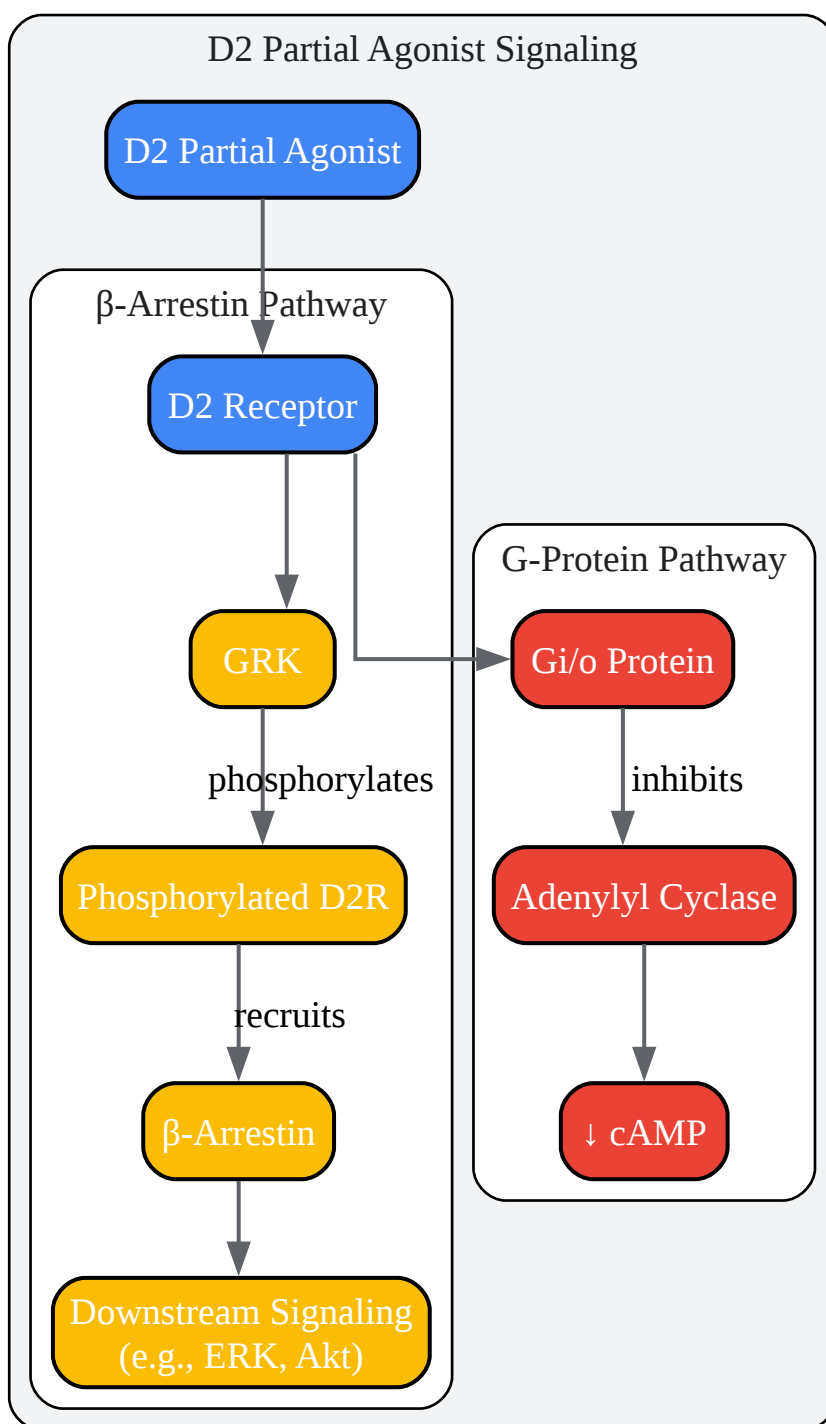 D2 Partial Agonist Signaling
D2 Partial Agonist
β-Arrestin Pathway
D2 Receptor
G-Protein Pathway
GRK
Gi/o Protein
phosphorylates
inhibits
Phosphorylated D2R
Adenylyl Cyclase
recruits
β-Arrestin
↓ cAMP
Downstream Signaling
(e.g., ERK, Akt)